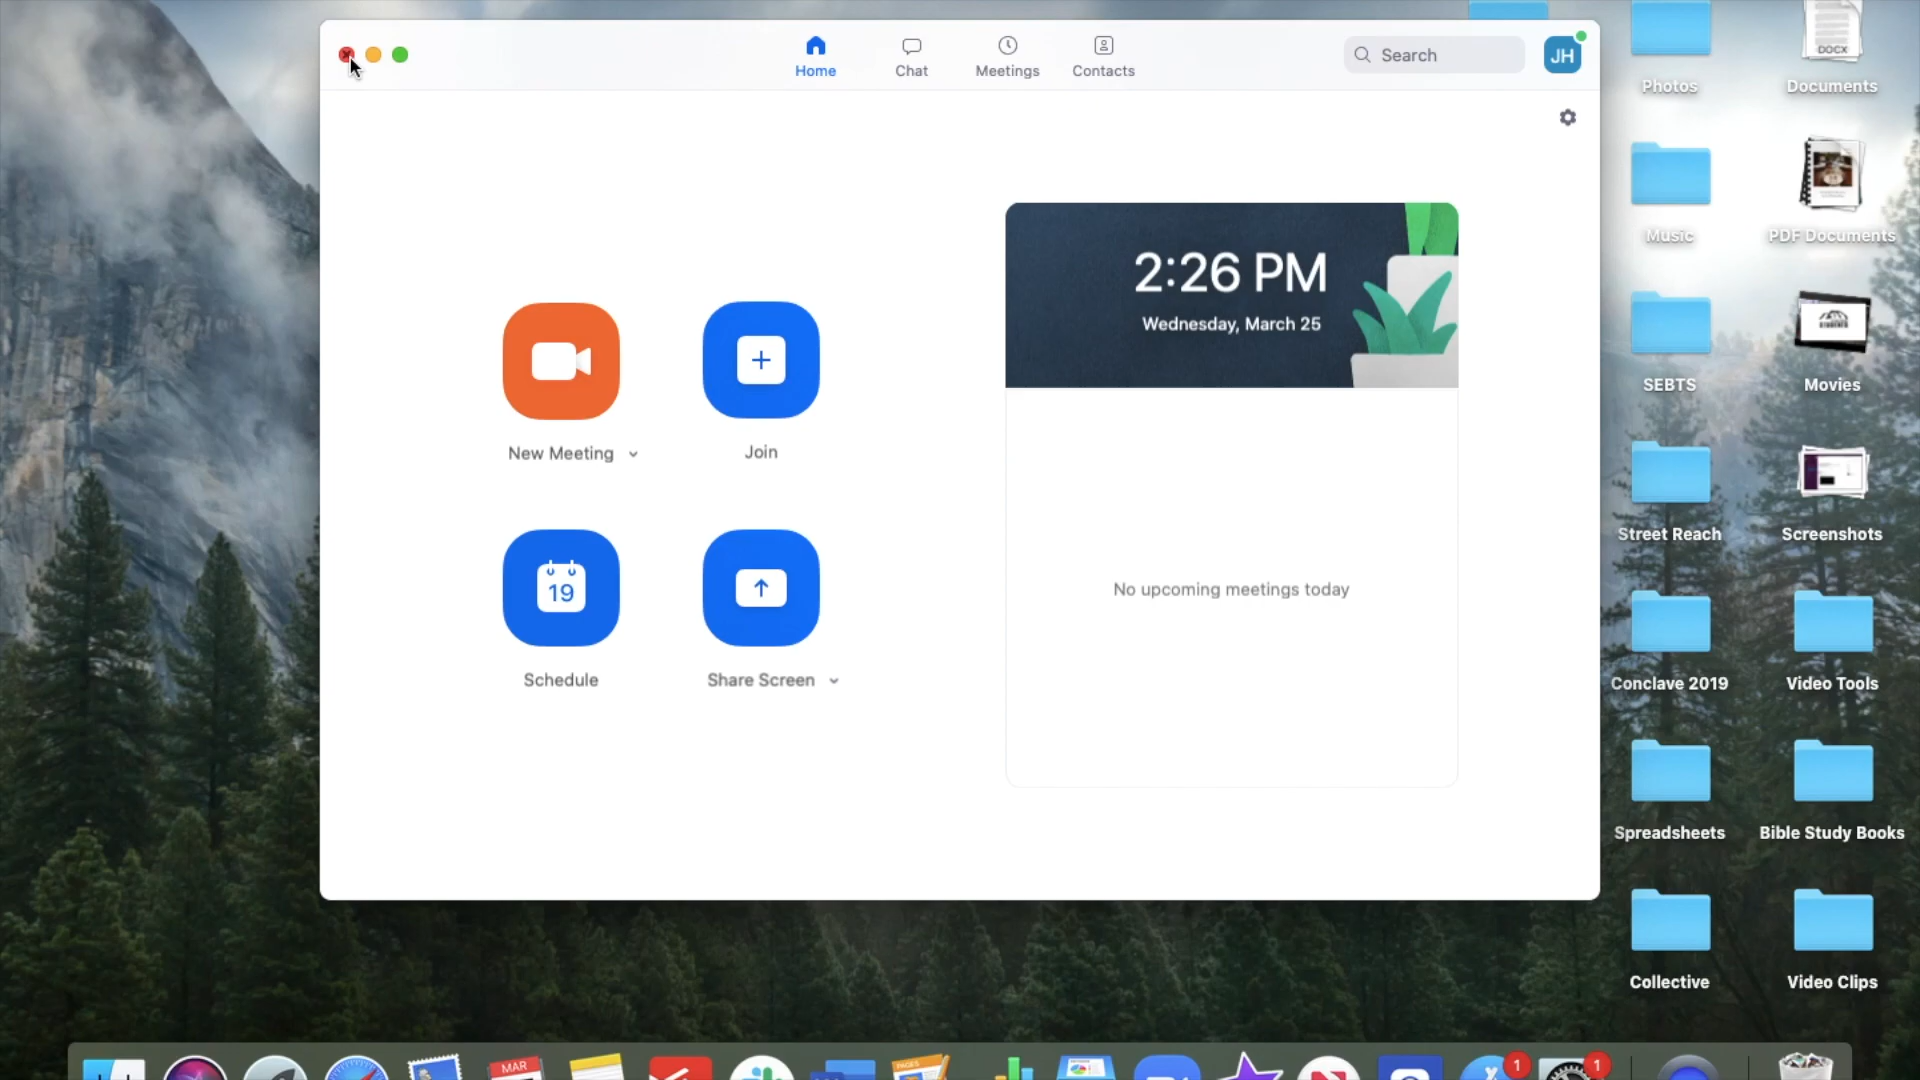 Home
Chat
Meetings
Contacts
Search
JH
2:26 PM
Wednesday, March 25
New Meeting
Join
19
Schedule
Share Screen
No upcoming meetings today
Photos
DOCX
Documents
Music
PDF Documents
SEBTS
Movies
Street Reach
Screenshots
Conclave 2019
Video Tools
Spreadsheets
Bible Study Books
Collective
Video Clips
MAR
PAGES
1
1